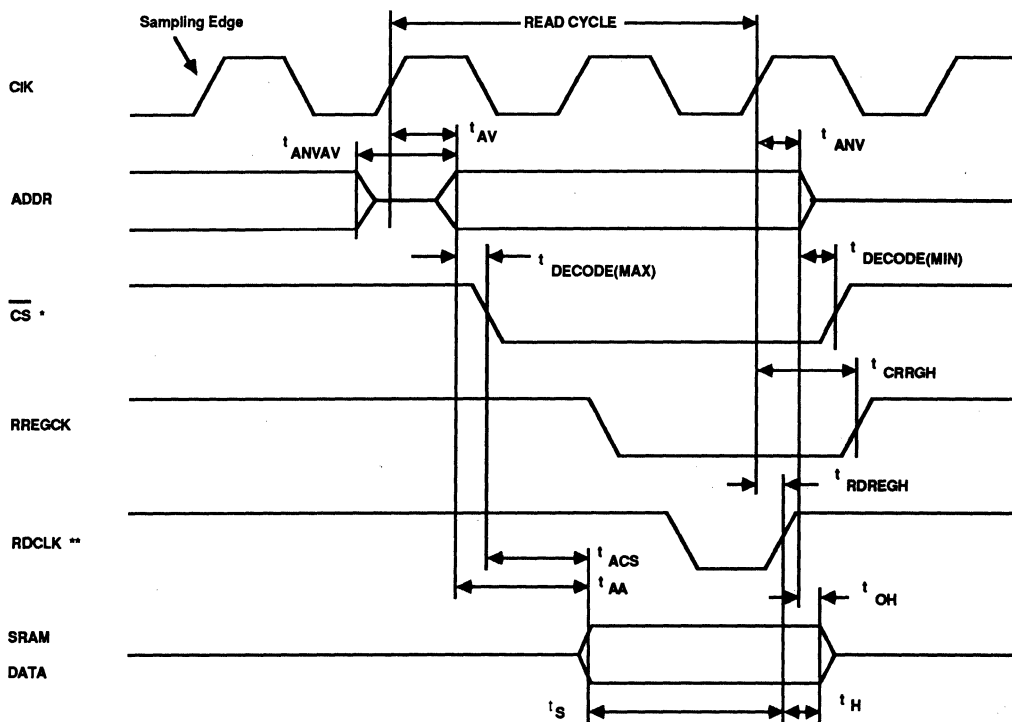 Sampling Edge
READ CYCLE
ClK
t AV
t ANVAV
t ANV
ADDR
t DECODE(MAX)
t DECODE(MIN)
CS *
t CRRGH
RREGCK
t RDREGH
RDCLK **
t ACS
t AA
t OH
SRAM
DATA
t S
t H